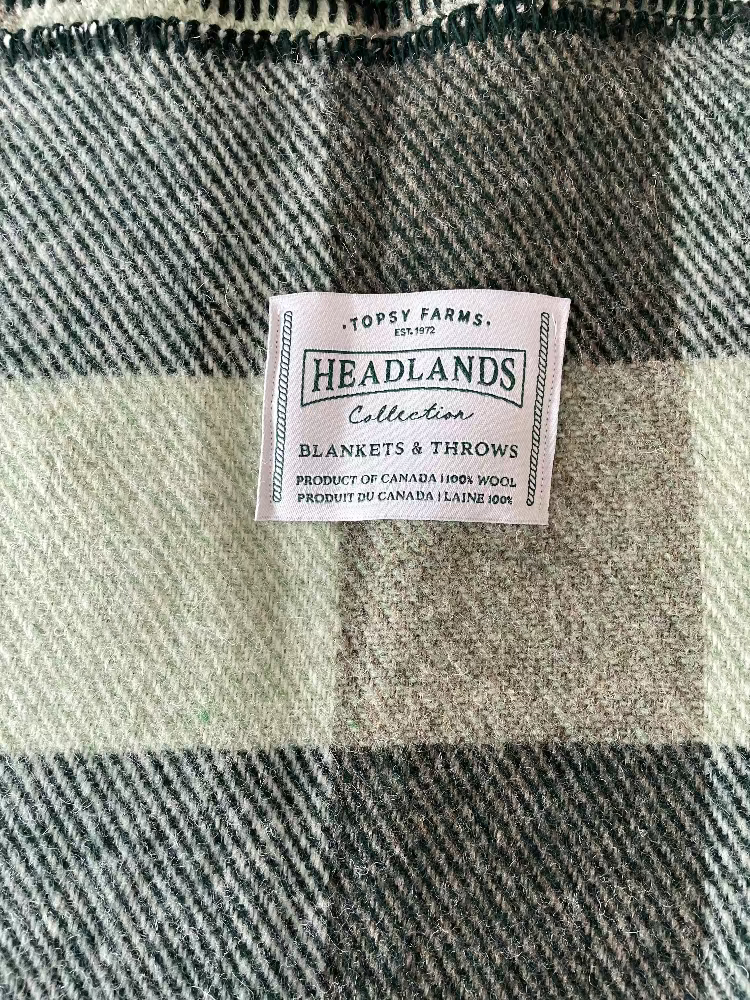 ·TOPSY FARMS·
EST. 1972
HEADLANDS
Collection
BLANKETS & THROWS
PRODUCT OF CANADA | 100% WOOL
PRODUIT DU CANADA | LAINE 100%